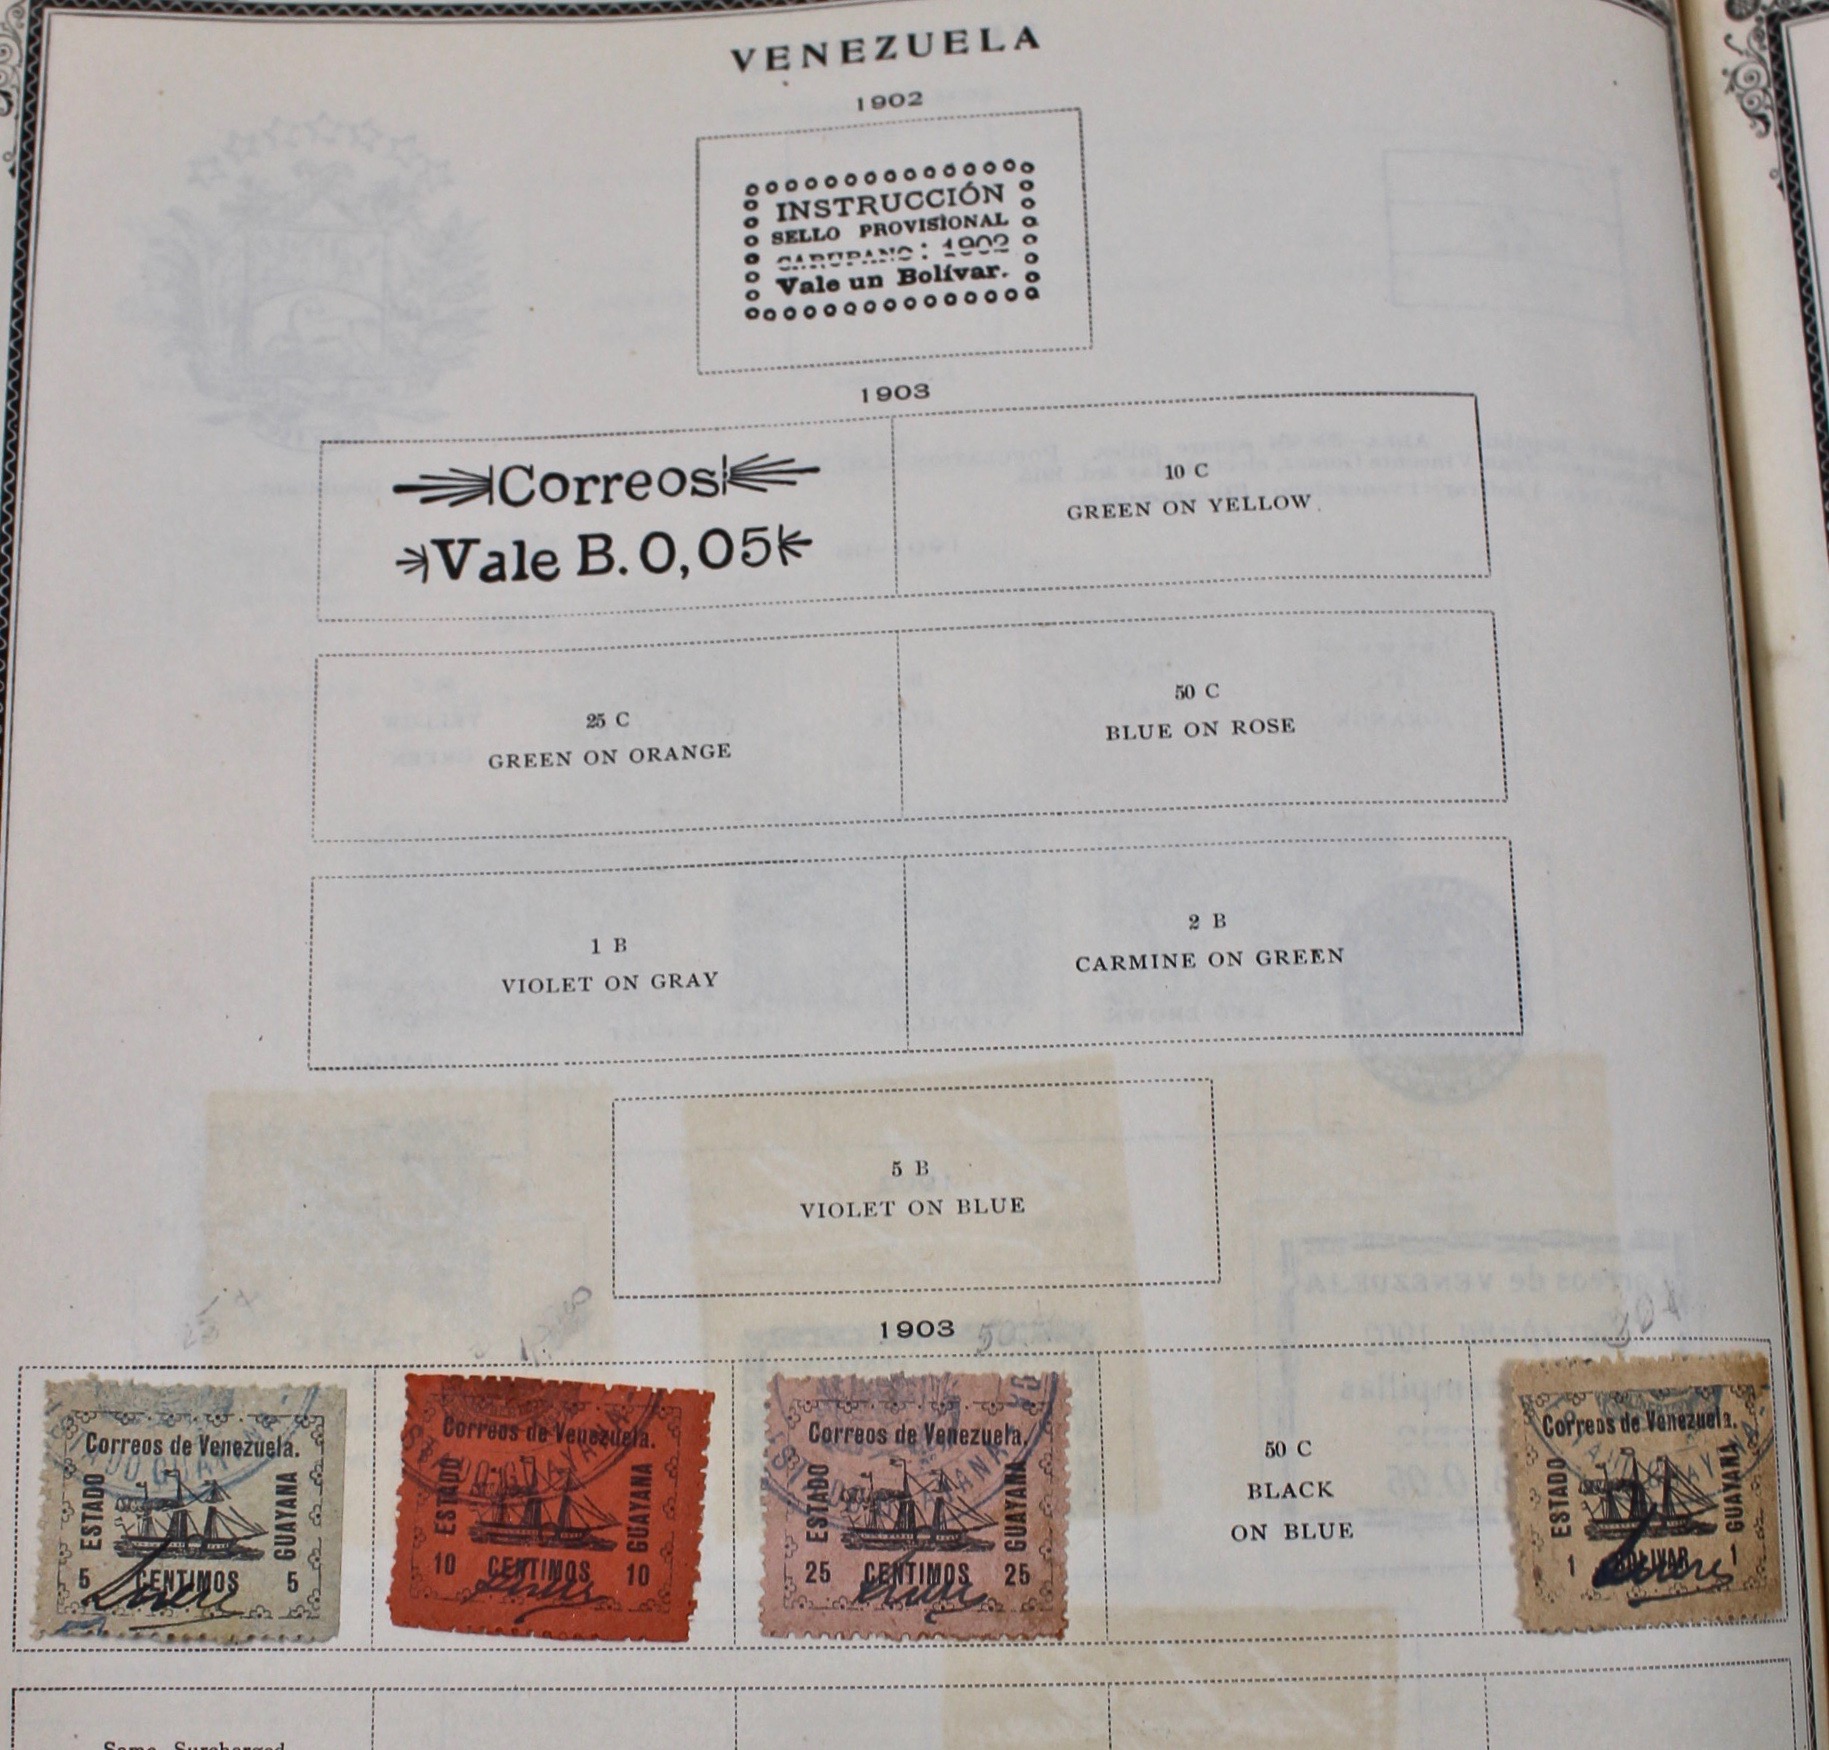 VENEZUELA
1902
INSTRUCCIÓN
SELLO PROVISIONAL
CARUPANO: 1902
Vale un Bolívar.
1903
Correos
Vale B. 0,05
10 C
GREEN ON YELLOW
25 C
GREEN ON ORANGE
50 C
BLUE ON ROSE
1 B
VIOLET ON GRAY
2 B
CARMINE ON GREEN
5 B
VIOLET ON BLUE
1903
Correos de Venezuela.
ESTADO
GUAYANA
5 CENTIMOS 5
Correos de Venezuela.
ESTADO
GUAYANA
10 CENTIMOS 10
Correos de Venezuela.
ESTADO
GUAYANA
25 CENTIMOS 25
50 C
BLACK
ON BLUE
Correos de Venezuela.
ESTADO
GUAYANA
1 BOLIVAR 1
Same Surcharged